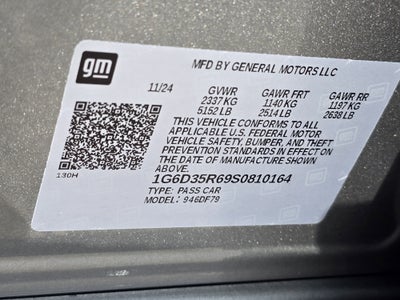 gm
MFD BY GENERAL MOTORS LLC
11/24 GVWR GAWR FRT GAWR RR
2337 KG 1140 KG 1197 KG
5152 LB 2514 LB 2638 LB
THIS VEHICLE CONFORMS TO ALL
APPLICABLE U.S. FEDERAL MOTOR
VEHICLE SAFETY, BUMPER, AND THEFT
PREVENTION STANDARDS IN EFFECT ON
THE DATE OF MANUFACTURE SHOWN
ABOVE.
130H
1G6D35R69S0810164
TYPE: PASS CAR
MODEL: 946DF79